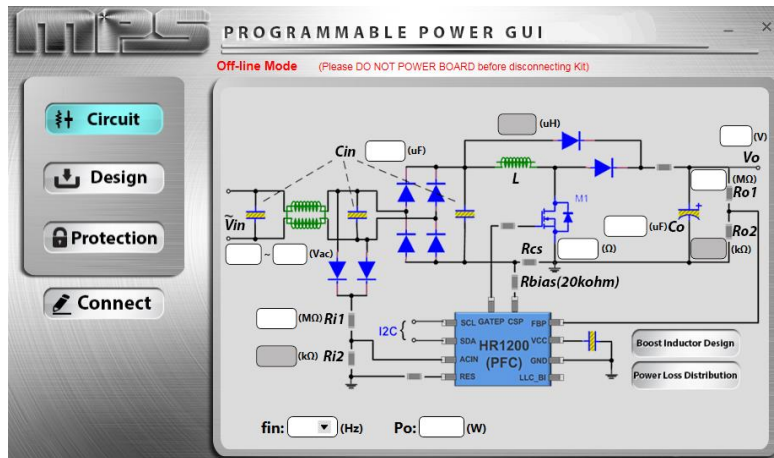 MPS PROGRAMMABLE POWER GUI
Off-line Mode (Please DO NOT POWER BOARD before disconnecting Kit)
Circuit
Design
Protection
Connect
(uH)
Cin (uF)
(V)
Vo
L
(MΩ)
Ro1
M1
Vin
(uF) Co
Ro2
~ (Vac)
Rcs (Ω)
(kΩ)
Rbias(20kohm)
(MΩ) Ri1
I2C
SCL GATEP CSP FBP
SDA HR1200 VCC
(kΩ) Ri2
ACIN (PFC) GND
RES LLC_BI
Boost Inductor Design
Power Loss Distribution
fin: (Hz) Po: (W)